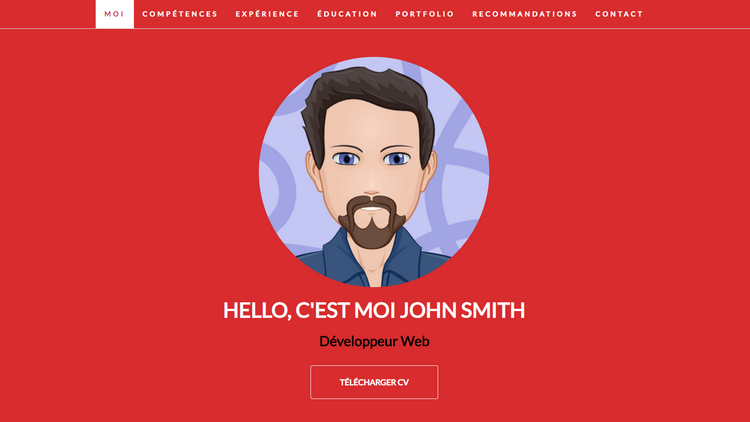 MOI COMPÉTENCES EXPÉRIENCE ÉDUCATION PORTFOLIO RECOMMANDATIONS CONTACT
HELLO, C'EST MOI JOHN SMITH
Développeur Web
TÉLÉCHARGER CV